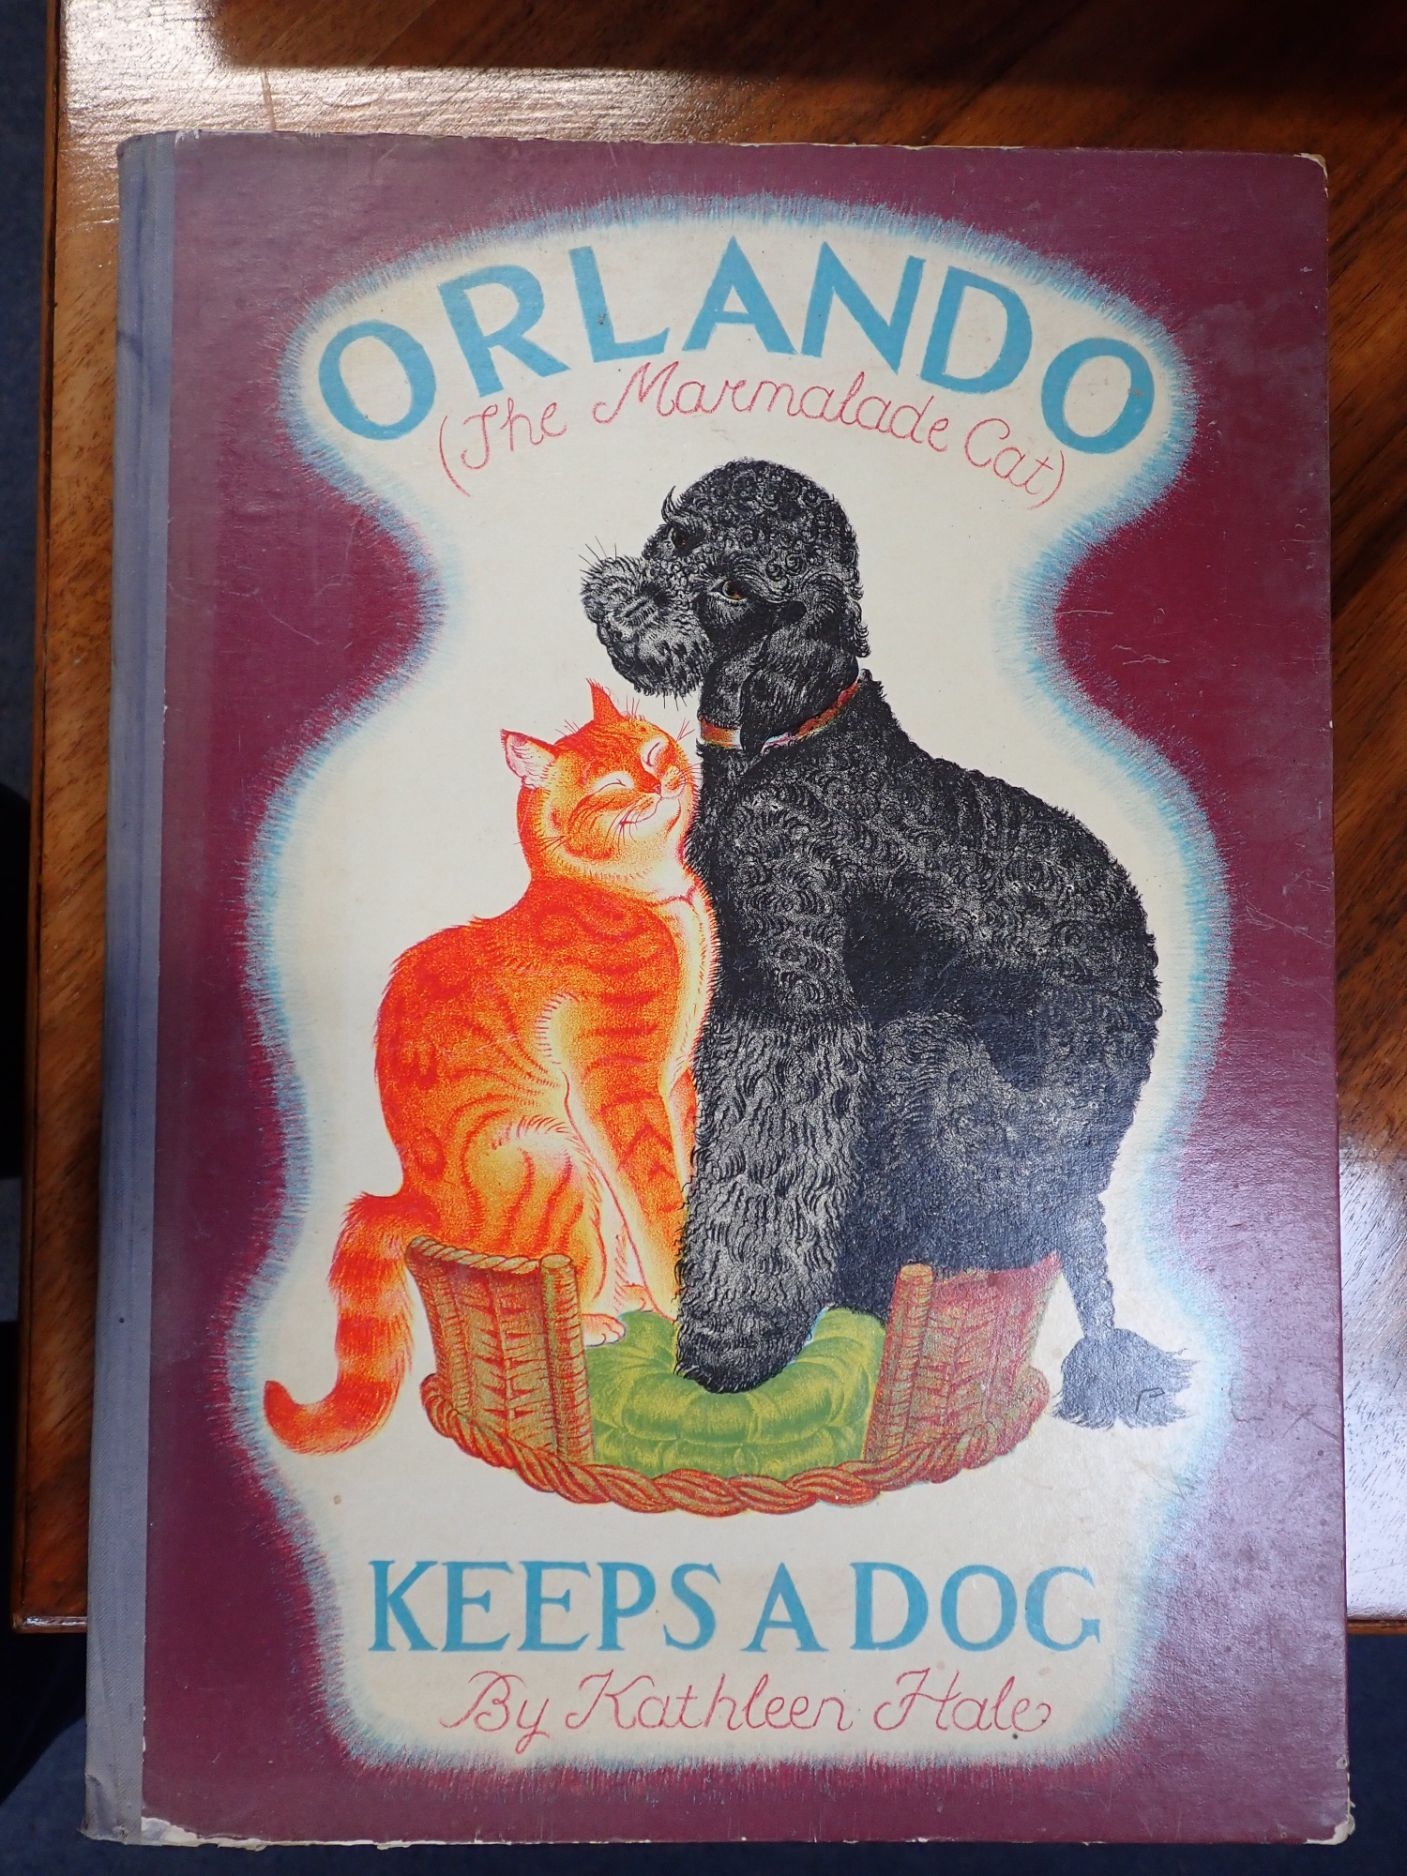 ORLANDO
(The Marmalade Cat)
KEEPS A DOG
By Kathleen Hale